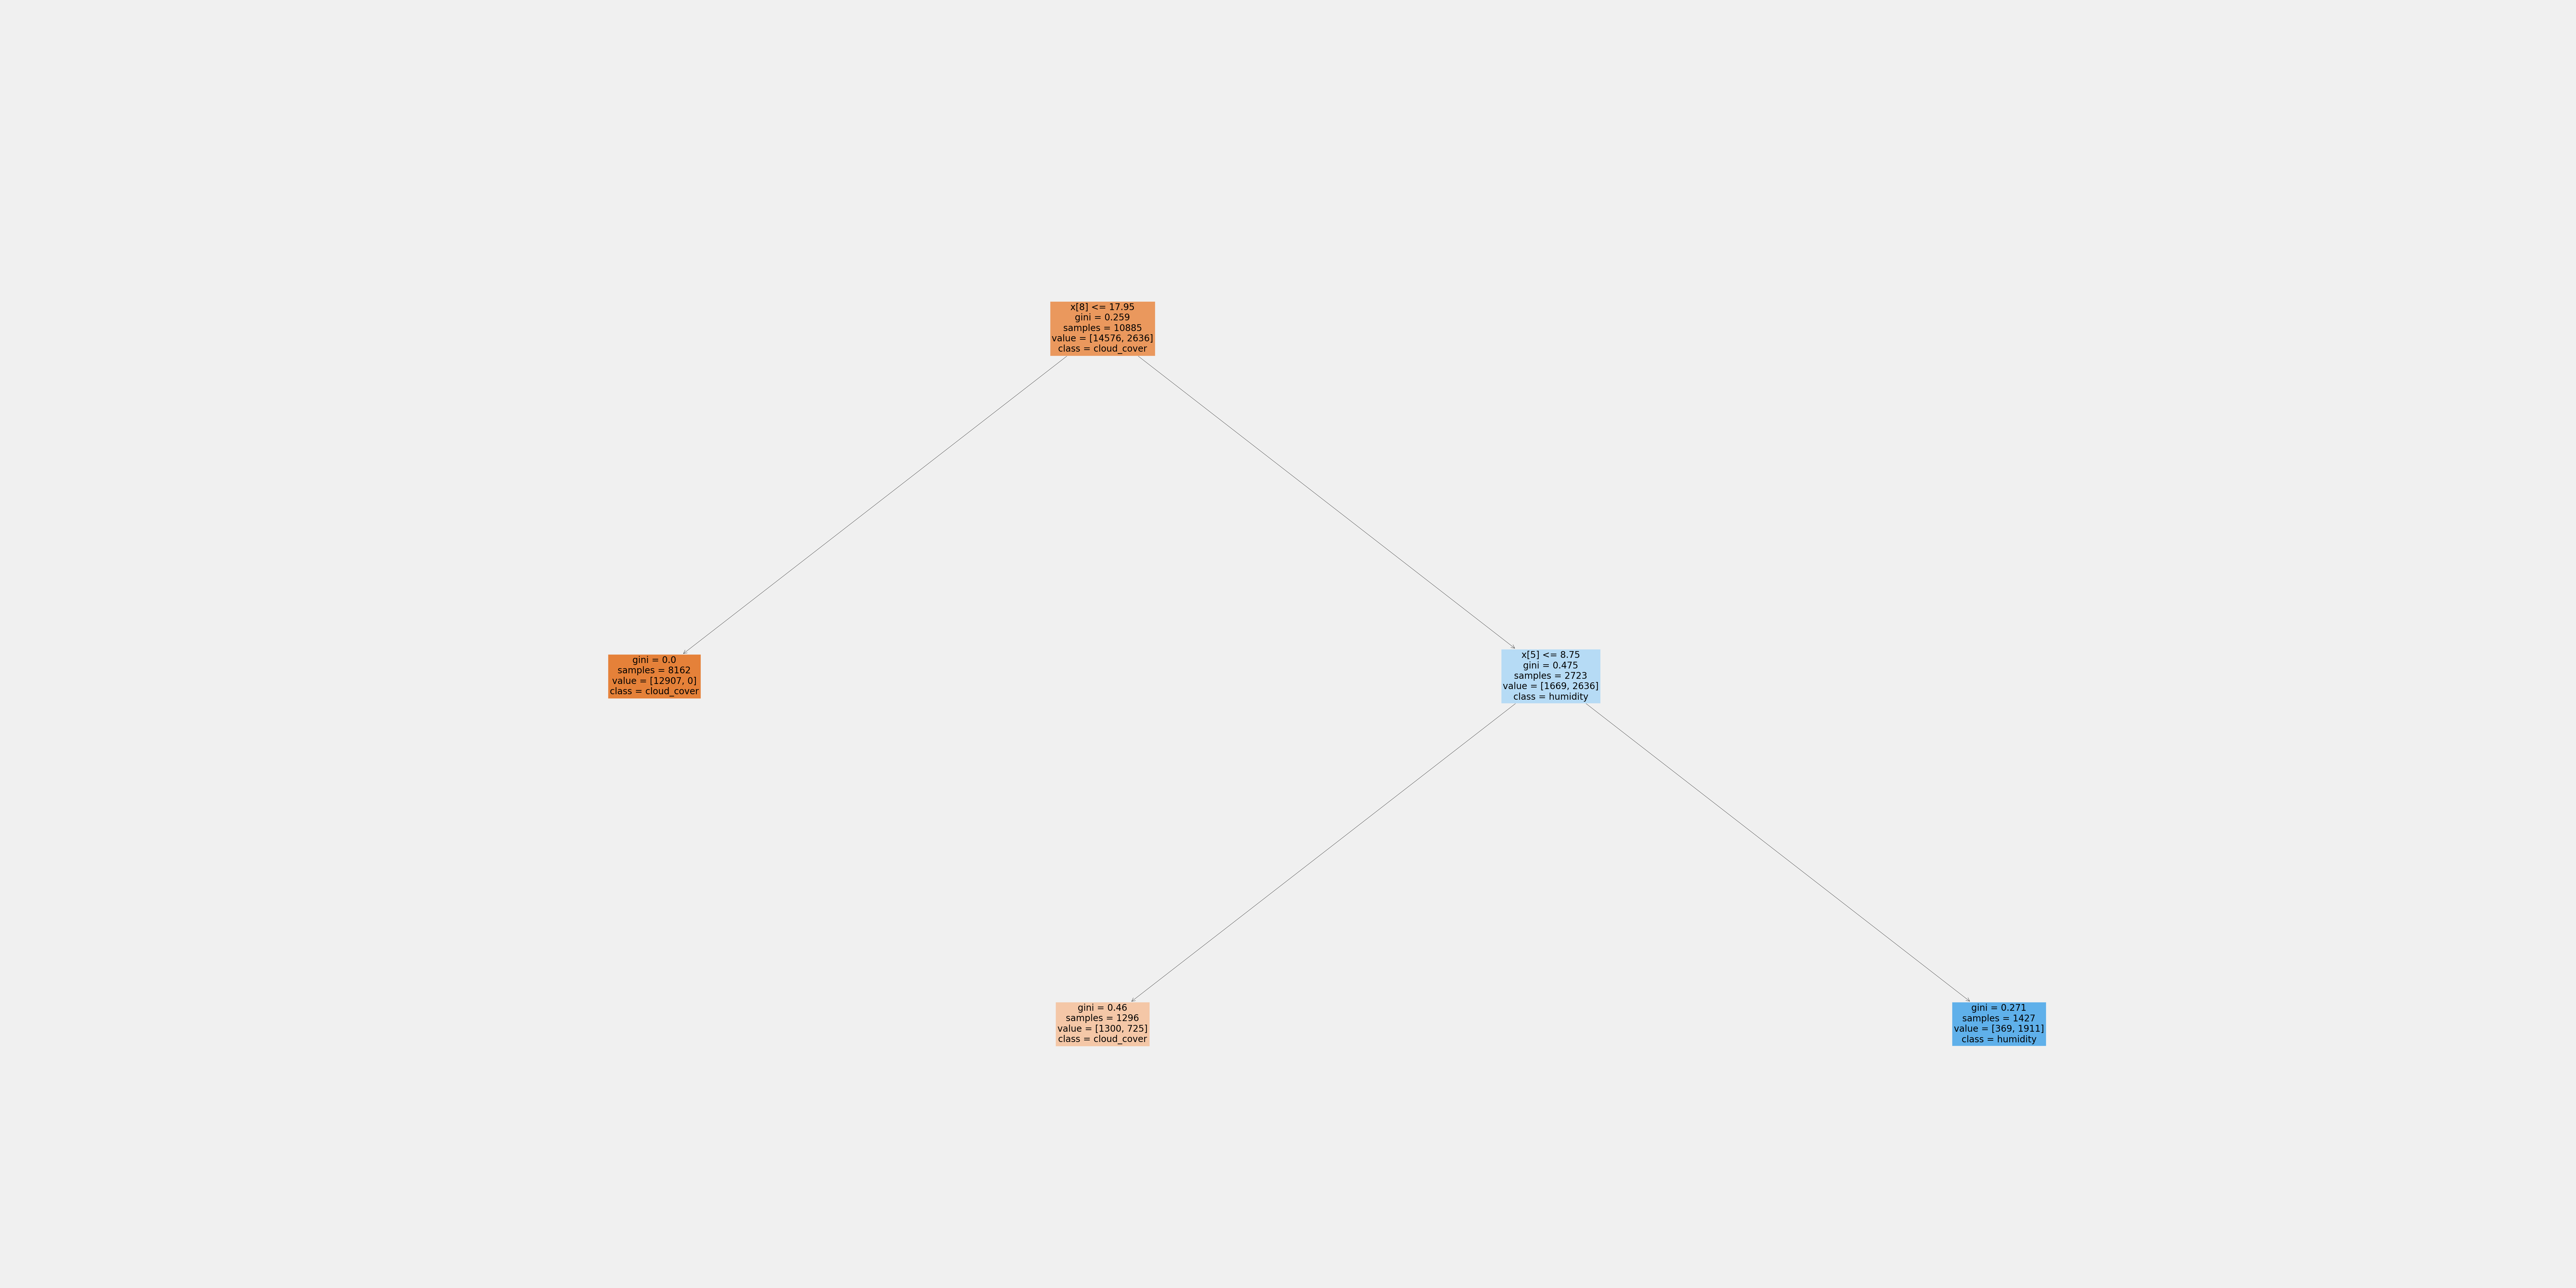 x[8] <= 17.95
gini = 0.259
samples = 10885
value = [14576, 2636]
class = cloud_cover
gini = 0.0
samples = 8162
value = [12907, 0]
class = cloud_cover
x[5] <= 8.75
gini = 0.475
samples = 2723
value = [1669, 2636]
class = humidity
gini = 0.46
samples = 1296
value = [1300, 725]
class = cloud_cover
gini = 0.271
samples = 1427
value = [369, 1911]
class = humidity